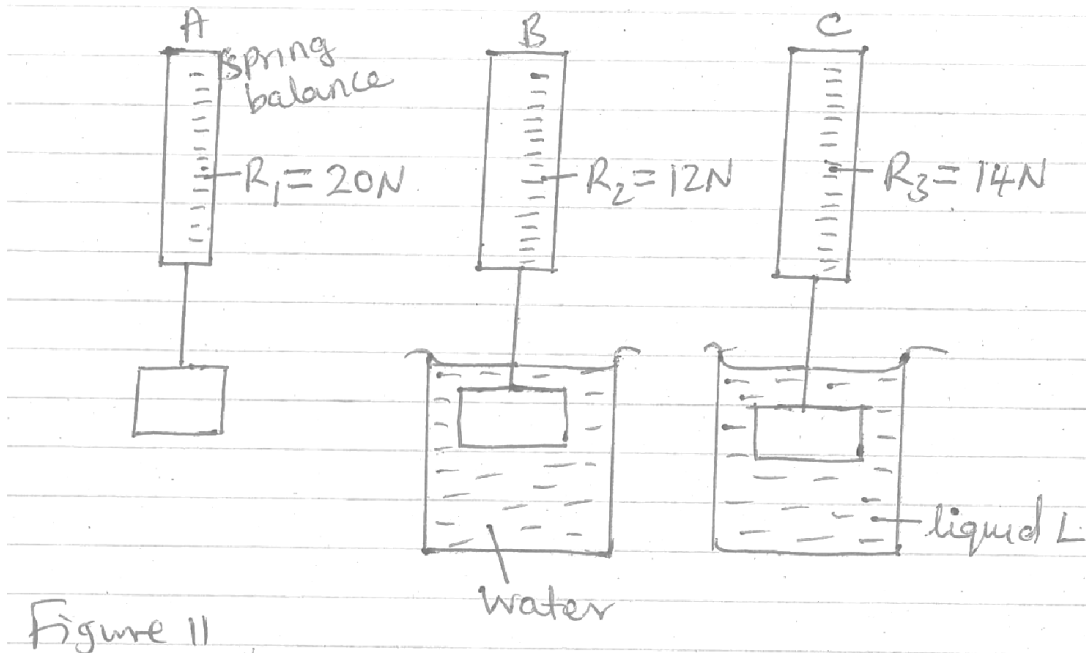 A
spring
balance
R₁ = 20N
B
R₂ = 12N
C
R₃ = 14N
liquid L
water
Figure 11